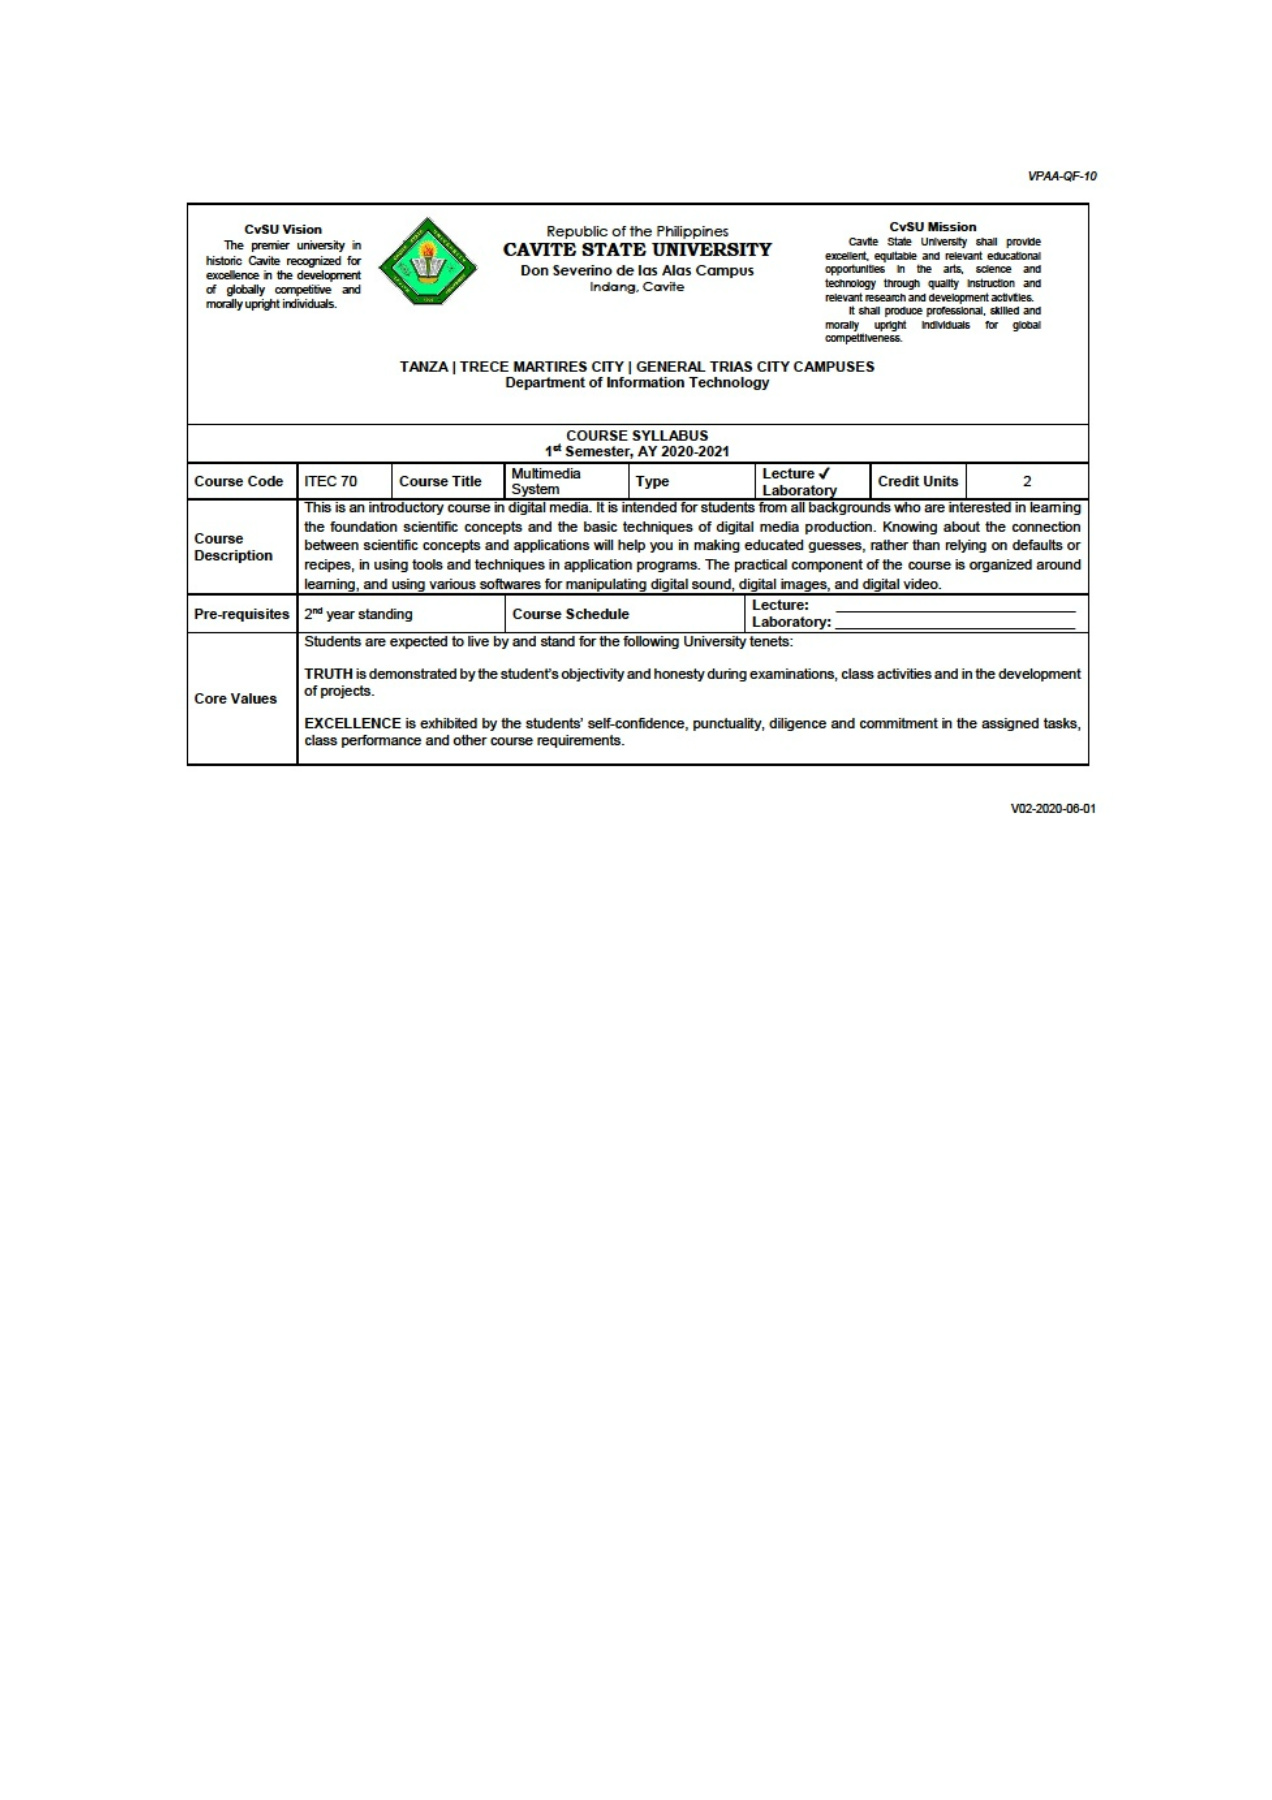 VPAA-QF-10
CvSU Vision
The premier university in
historic Cavite recognized for
excellence in the development
of globally competitive and
morally upright individuals.
Republic of the Philippines
CAVITE STATE UNIVERSITY
Don Severino de las Alas Campus
Indang, Cavite
CvSU Mission
Cavite State University shall provide
excellent, equitable and relevant educational
opportunities in the arts, science and
technology through quality instruction and
relevant research and development activities.
It shall produce professional, skilled and
morally upright individuals for global
competitiveness.
TANZA | TRECE MARTIRES CITY | GENERAL TRIAS CITY CAMPUSES
Department of Information Technology
COURSE SYLLABUS
1st Semester, AY 2020-2021
Course Code
ITEC 70
Course Title
Multimedia
System
Type
Lecture ✓
Laboratory
Credit Units
2
Course
Description
This is an introductory course in digital media. It is intended for students from all backgrounds who are interested in learning
the foundation scientific concepts and the basic techniques of digital media production. Knowing about the connection
between scientific concepts and applications will help you in making educated guesses, rather than relying on defaults or
recipes, in using tools and techniques in application programs. The practical component of the course is organized around
learning, and using various softwares for manipulating digital sound, digital images, and digital video.
Pre-requisites
2nd year standing
Course Schedule
Lecture:
Laboratory:
Core Values
Students are expected to live by and stand for the following University tenets:
TRUTH is demonstrated by the student's objectivity and honesty during examinations, class activities and in the development
of projects.
EXCELLENCE is exhibited by the students' self-confidence, punctuality, diligence and commitment in the assigned tasks,
class performance and other course requirements.
V02-2020-06-01